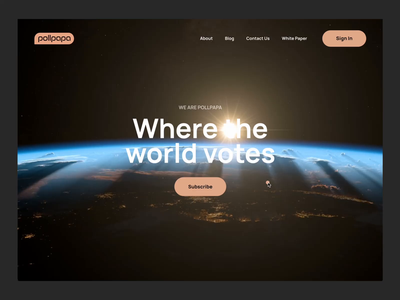 pollpapa
About
Blog
Contact Us
White Paper
Sign In
WE ARE POLLPAPA
Where the
world votes
Subscribe